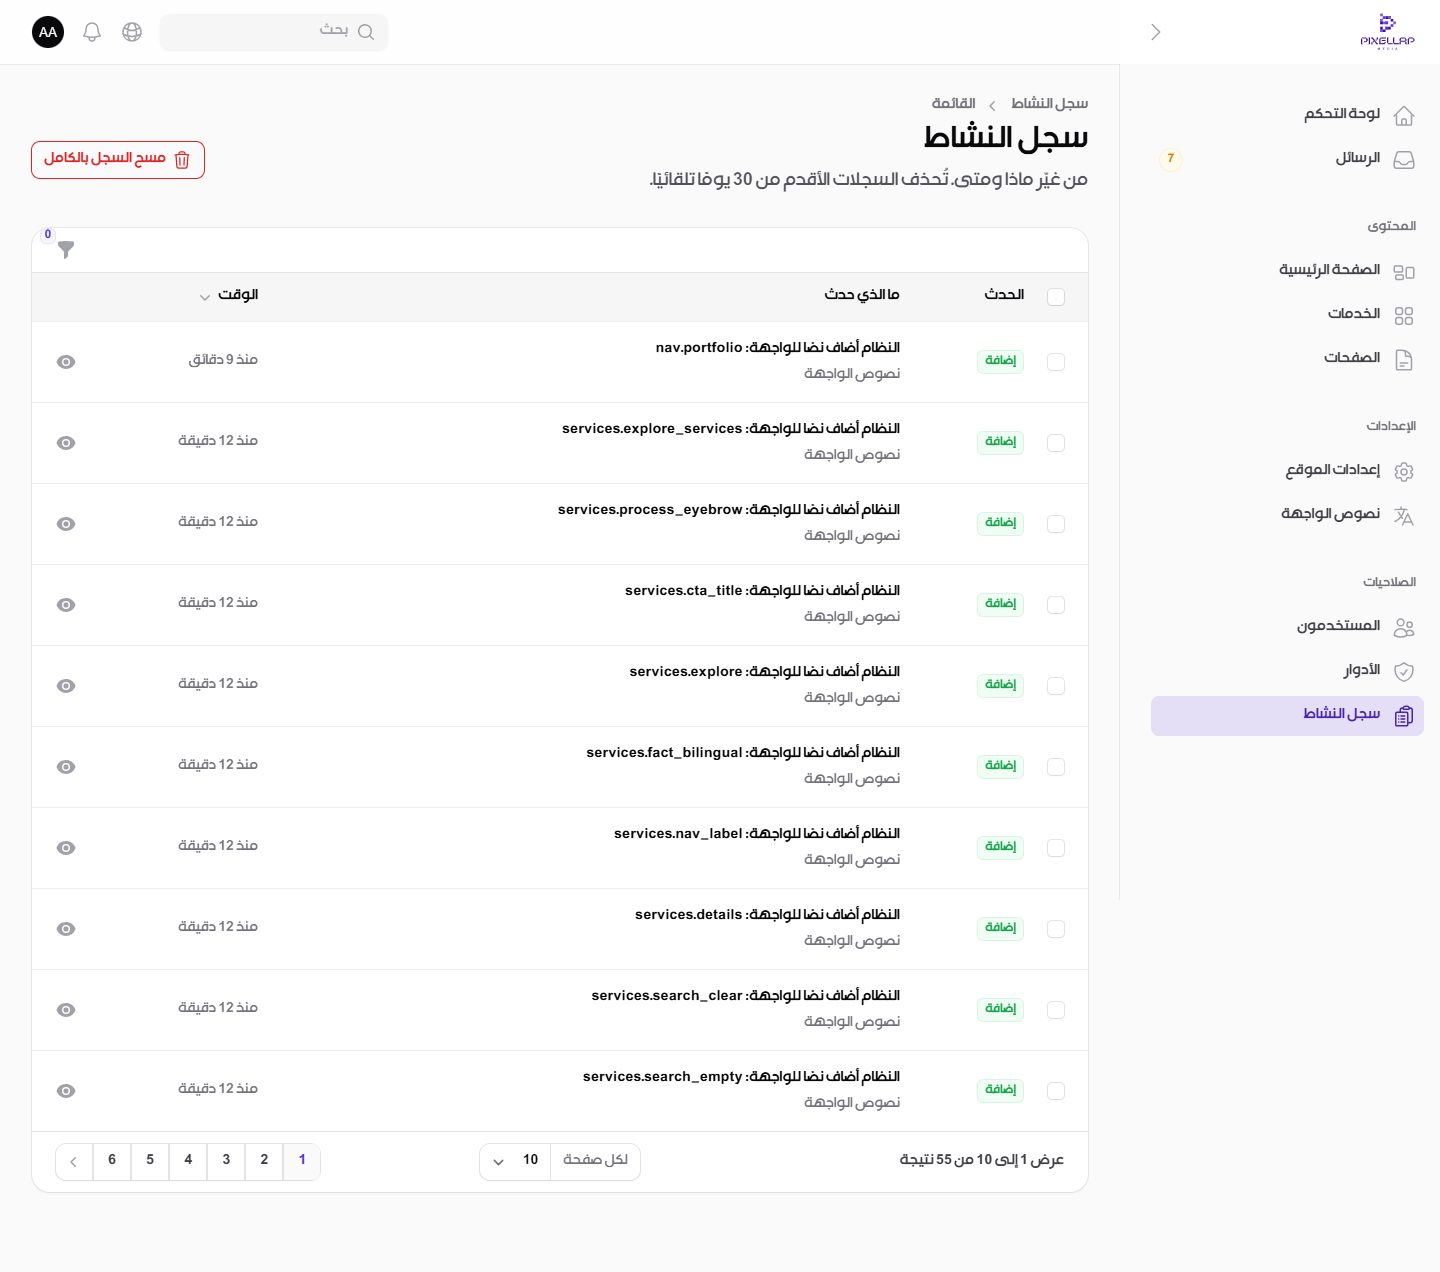 PIXELLAP
MEDIA
بحث
AA
لوحة التحكم
الرسائل
7
المحتوى
الصفحة الرئيسية
الخدمات
الصفحات
الإعدادات
إعدادات الموقع
نصوص الواجهة
الصلاحيات
المستخدمون
الأدوار
سجل النشاط
سجل النشاط
القائمة
سجل النشاط
من غيّر ماذا ومتى. تُحذف السجلات الأقدم من 30 يومًا تلقائيًا.
مسح السجل بالكامل
0
الحدث ما الذي حدث الوقت
إضافة النظام أضاف نصًا للواجهة: nav.portfolio منذ 9 دقائق
نصوص الواجهة
إضافة النظام أضاف نصًا للواجهة: services.explore_services منذ 12 دقيقة
نصوص الواجهة
إضافة النظام أضاف نصًا للواجهة: services.process_eyebrow منذ 12 دقيقة
نصوص الواجهة
إضافة النظام أضاف نصًا للواجهة: services.cta_title منذ 12 دقيقة
نصوص الواجهة
إضافة النظام أضاف نصًا للواجهة: services.explore منذ 12 دقيقة
نصوص الواجهة
إضافة النظام أضاف نصًا للواجهة: services.fact_bilingual منذ 12 دقيقة
نصوص الواجهة
إضافة النظام أضاف نصًا للواجهة: services.nav_label منذ 12 دقيقة
نصوص الواجهة
إضافة النظام أضاف نصًا للواجهة: services.details منذ 12 دقيقة
نصوص الواجهة
إضافة النظام أضاف نصًا للواجهة: services.search_clear منذ 12 دقيقة
نصوص الواجهة
إضافة النظام أضاف نصًا للواجهة: services.search_empty منذ 12 دقيقة
نصوص الواجهة
عرض 1 إلى 10 من 55 نتيجة
لكل صفحة 10
1 2 3 4 5 6